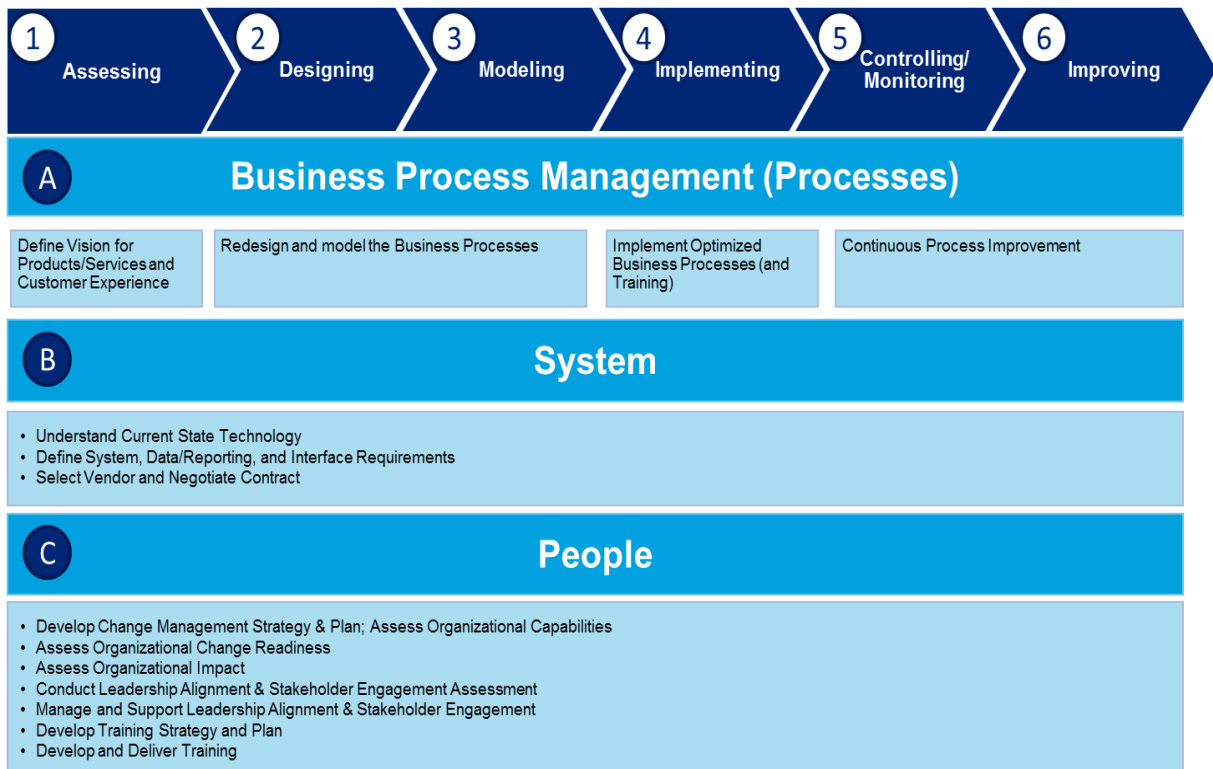 1
Assessing
2
Designing
3
Modeling
4
Implementing
5
Controlling/
Monitoring
6
Improving
A
Business Process Management (Processes)
Define Vision for
Products/Services and
Customer Experience
Redesign and model the Business Processes
Implement Optimized
Business Processes (and
Training)
Continuous Process Improvement
B
System
• Understand Current State Technology
• Define System, Data/Reporting, and Interface Requirements
• Select Vendor and Negotiate Contract
C
People
• Develop Change Management Strategy & Plan; Assess Organizational Capabilities
• Assess Organizational Change Readiness
• Assess Organizational Impact
• Conduct Leadership Alignment & Stakeholder Engagement Assessment
• Manage and Support Leadership Alignment & Stakeholder Engagement
• Develop Training Strategy and Plan
• Develop and Deliver Training